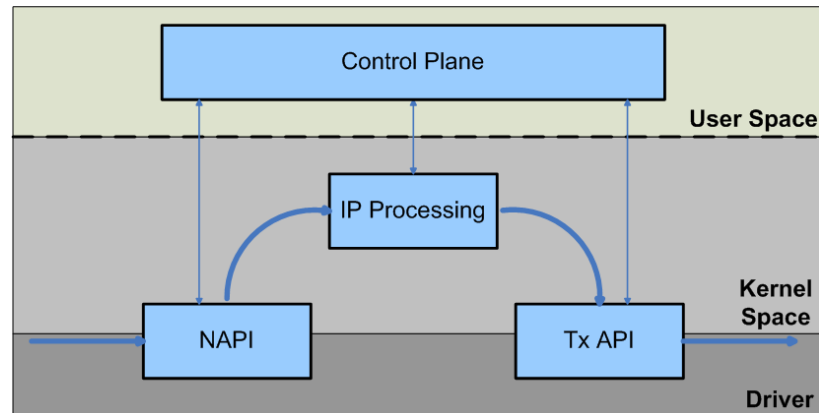 Control Plane
User Space
IP Processing
Kernel
Space
NAPI
Tx API
Driver